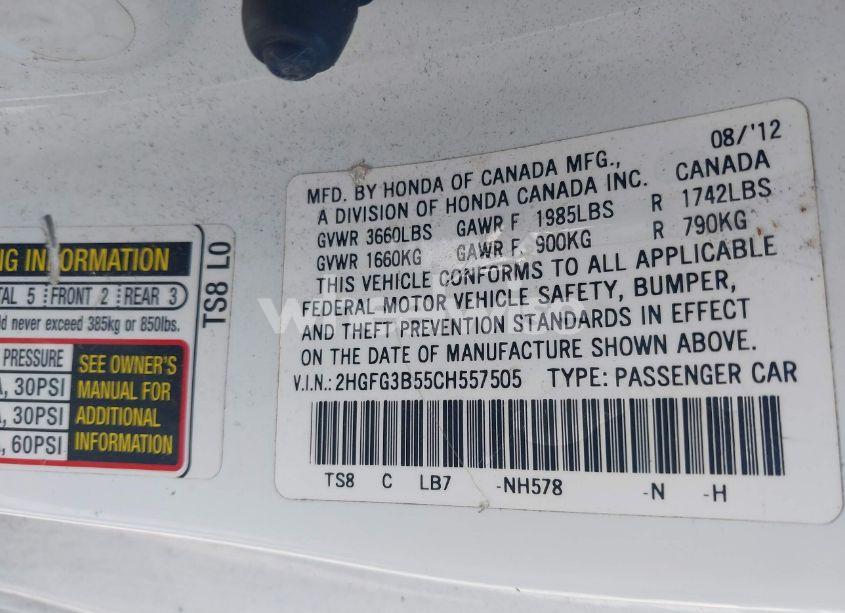 08/'12
MFD. BY HONDA OF CANADA MFG.,
A DIVISION OF HONDA CANADA INC. CANADA
GVWR 3660LBS GAWR F 1985LBS R 1742LBS
GVWR 1660KG GAWR F. 900KG R 790KG
THIS VEHICLE CONFORMS TO ALL APPLICABLE
FEDERAL MOTOR VEHICLE SAFETY, BUMPER,
AND THEFT PREVENTION STANDARDS IN EFFECT
ON THE DATE OF MANUFACTURE SHOWN ABOVE.
V.I.N.: 2HGFG3B55CH557505 TYPE: PASSENGER CAR
TS8 C LB7 -NH578 -N -H
INFORMATION
5 FRONT 2 REAR 3
never exceed 385kg or 850lbs.
PRESSURE
30PSI
30PSI
60PSI
SEE OWNER'S
MANUAL FOR
ADDITIONAL
INFORMATION
TS8 L0